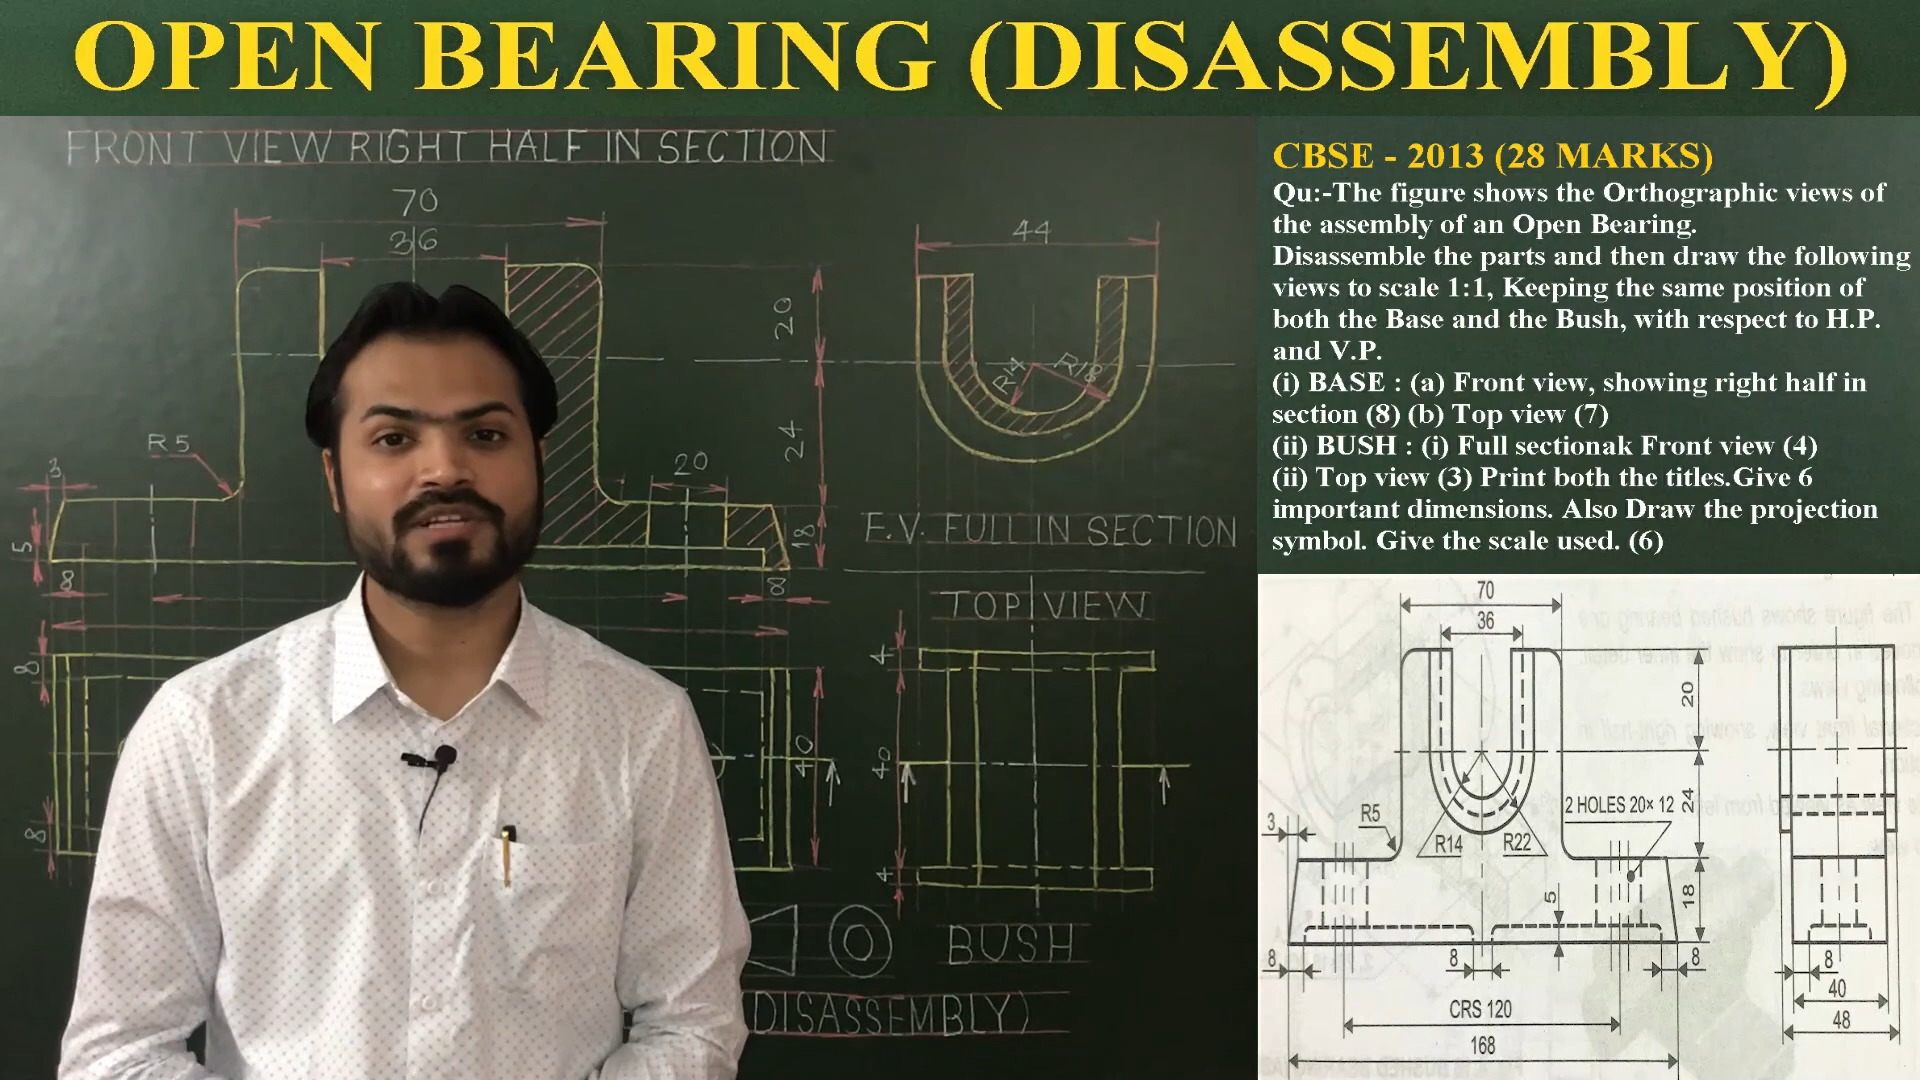 OPEN BEARING (DISASSEMBLY)
FRONT VIEW RIGHT HALF IN SECTION
70
36
20
24
R5
3
20
5
18
8
8
8
40
8
44
R14
R18
F.V. FULL IN SECTION
TOP VIEW
4
40
4
BUSH
DISASSEMBLY)
CBSE - 2013 (28 MARKS)
Qu:-The figure shows the Orthographic views of
the assembly of an Open Bearing.
Disassemble the parts and then draw the following
views to scale 1:1, Keeping the same position of
both the Base and the Bush, with respect to H.P.
and V.P.
(i) BASE : (a) Front view, showing right half in
section (8) (b) Top view (7)
(ii) BUSH : (i) Full sectionak Front view (4)
(ii) Top view (3) Print both the titles.Give 6
important dimensions. Also Draw the projection
symbol. Give the scale used. (6)
70
36
20
24
2 HOLES 20× 12
R5
R14
R22
3
5
18
8
8
8
CRS 120
168
8
40
48